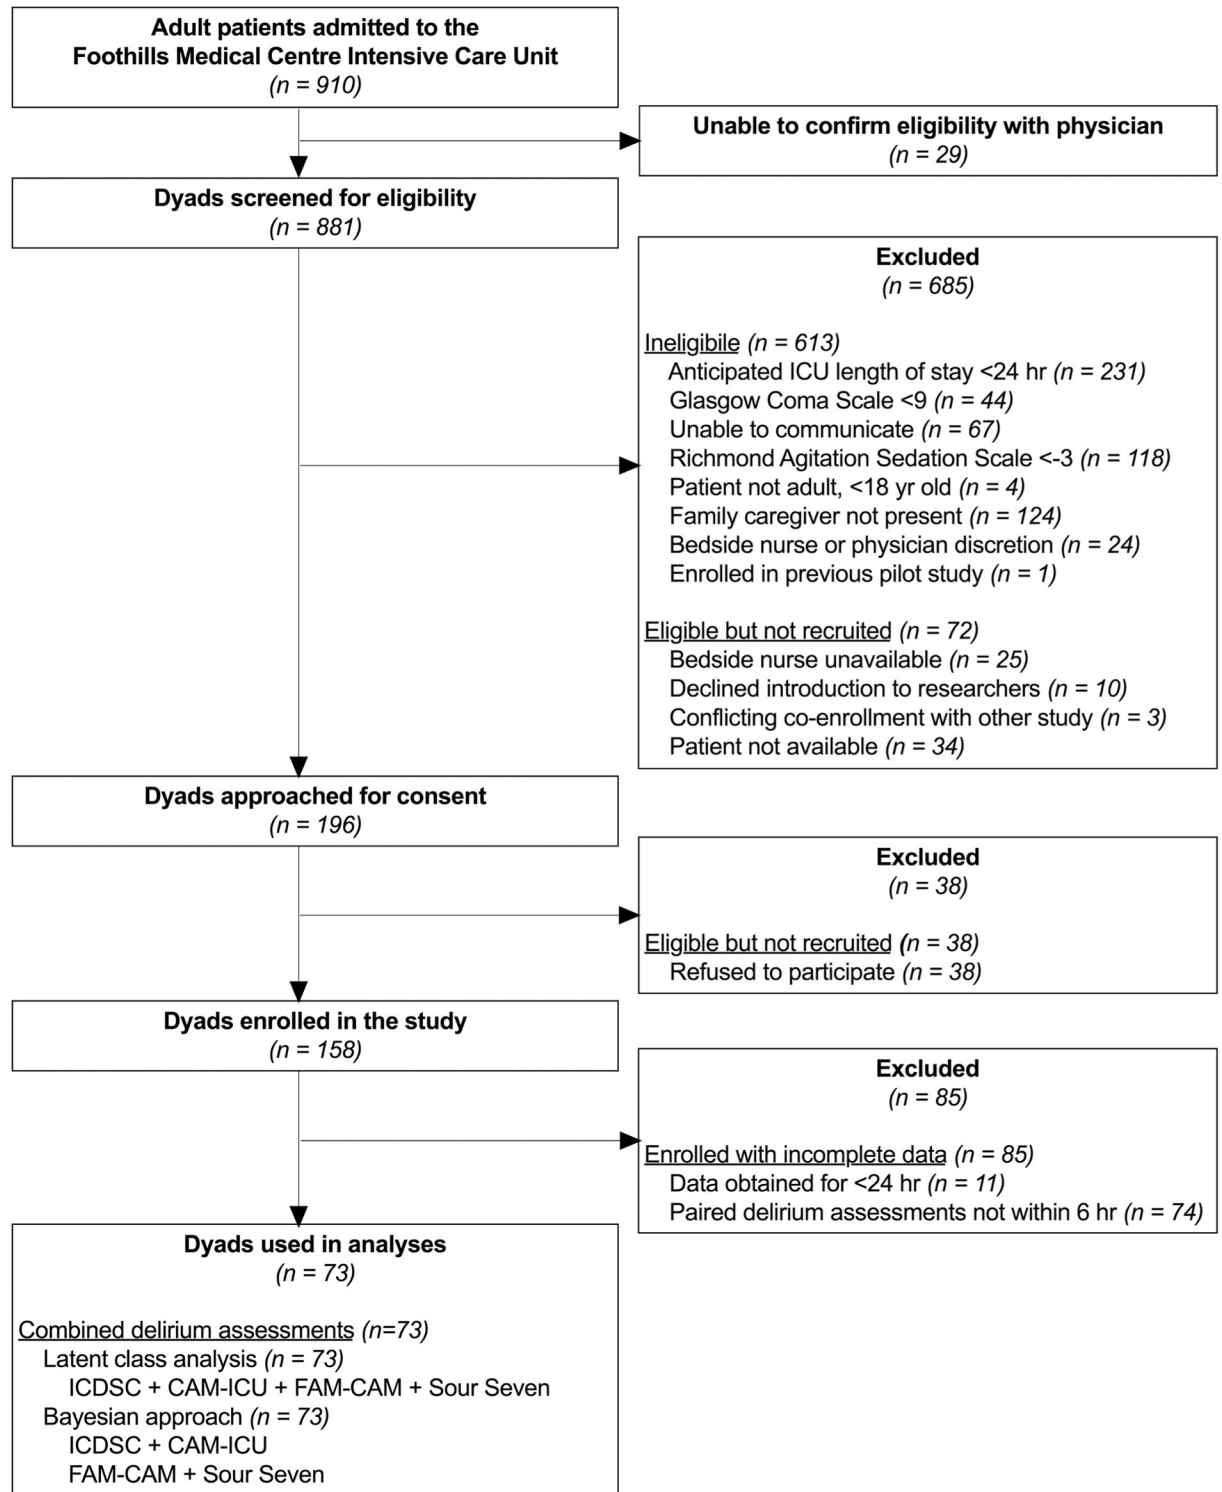 Adult patients admitted to the
Foothills Medical Centre Intensive Care Unit
(n = 910)
Unable to confirm eligibility with physician
(n = 29)
Dyads screened for eligibility
(n = 881)
Excluded
(n = 685)
Ineligibile (n = 613)
Anticipated ICU length of stay <24 hr (n = 231)
Glasgow Coma Scale <9 (n = 44)
Unable to communicate (n = 67)
Richmond Agitation Sedation Scale <-3 (n = 118)
Patient not adult, <18 yr old (n = 4)
Family caregiver not present (n = 124)
Bedside nurse or physician discretion (n = 24)
Enrolled in previous pilot study (n = 1)
Eligible but not recruited (n = 72)
Bedside nurse unavailable (n = 25)
Declined introduction to researchers (n = 10)
Conflicting co-enrollment with other study (n = 3)
Patient not available (n = 34)
Dyads approached for consent
(n = 196)
Excluded
(n = 38)
Eligible but not recruited (n = 38)
Refused to participate (n = 38)
Dyads enrolled in the study
(n = 158)
Excluded
(n = 85)
Enrolled with incomplete data (n = 85)
Data obtained for <24 hr (n = 11)
Paired delirium assessments not within 6 hr (n = 74)
Dyads used in analyses
(n = 73)
Combined delirium assessments (n=73)
Latent class analysis (n = 73)
ICDSC + CAM-ICU + FAM-CAM + Sour Seven
Bayesian approach (n = 73)
ICDSC + CAM-ICU
FAM-CAM + Sour Seven